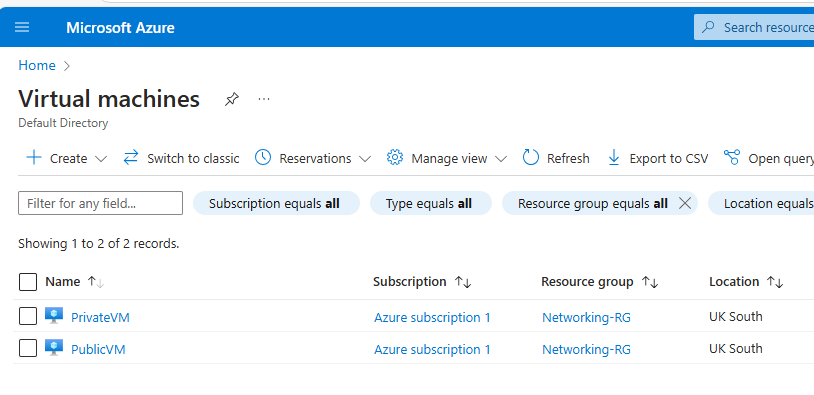 Microsoft Azure
Search resource
Home
Virtual machines
Default Directory
Create Switch to classic Reservations Manage view Refresh Export to CSV Open query
Filter for any field... Subscription equals all Type equals all Resource group equals all Location equals
Showing 1 to 2 of 2 records.
Name Subscription Resource group Location
PrivateVM Azure subscription 1 Networking-RG UK South
PublicVM Azure subscription 1 Networking-RG UK South